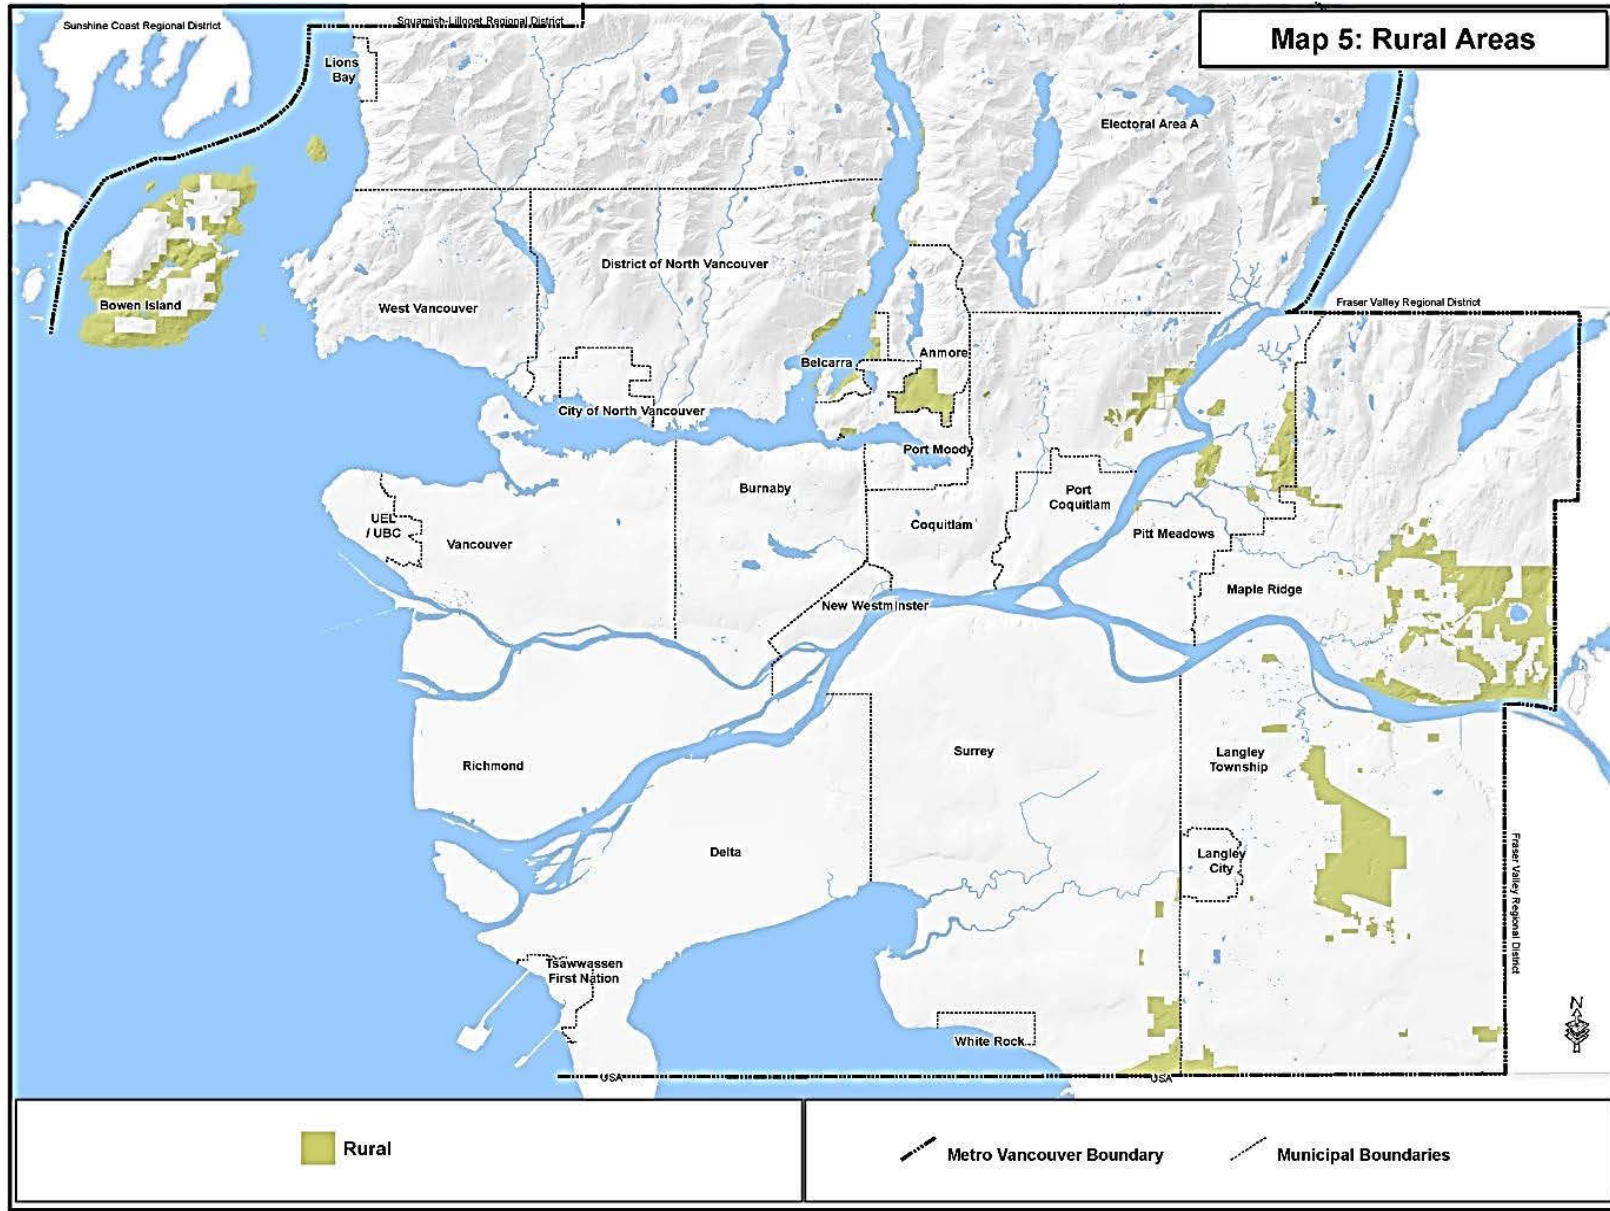 Sunshine Coast Regional District
Squamish-Lillooet Regional District
Map 5: Rural Areas
Lions
Bay
Electoral Area A
Bowen Island
West Vancouver
District of North Vancouver
Fraser Valley Regional District
Belcarra
Anmore
City of North Vancouver
Port Moody
Burnaby
Port
Coquitlam
UEL
/ UBC
Vancouver
Coquitlam
Pitt Meadows
New Westminster
Maple Ridge
Richmond
Surrey
Langley
Township
Delta
Langley
City
Fraser Valley Regional District
Tsawwassen
First Nation
White Rock
N
USA
USA
Rural
Metro Vancouver Boundary
Municipal Boundaries